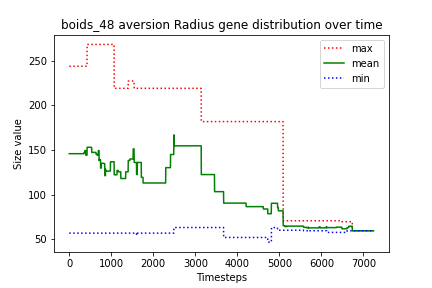 boids_48 aversion Radius gene distribution over time
max
mean
min
Size value
250
200
150
100
50
0
1000
2000
3000
4000
5000
6000
7000
Timesteps